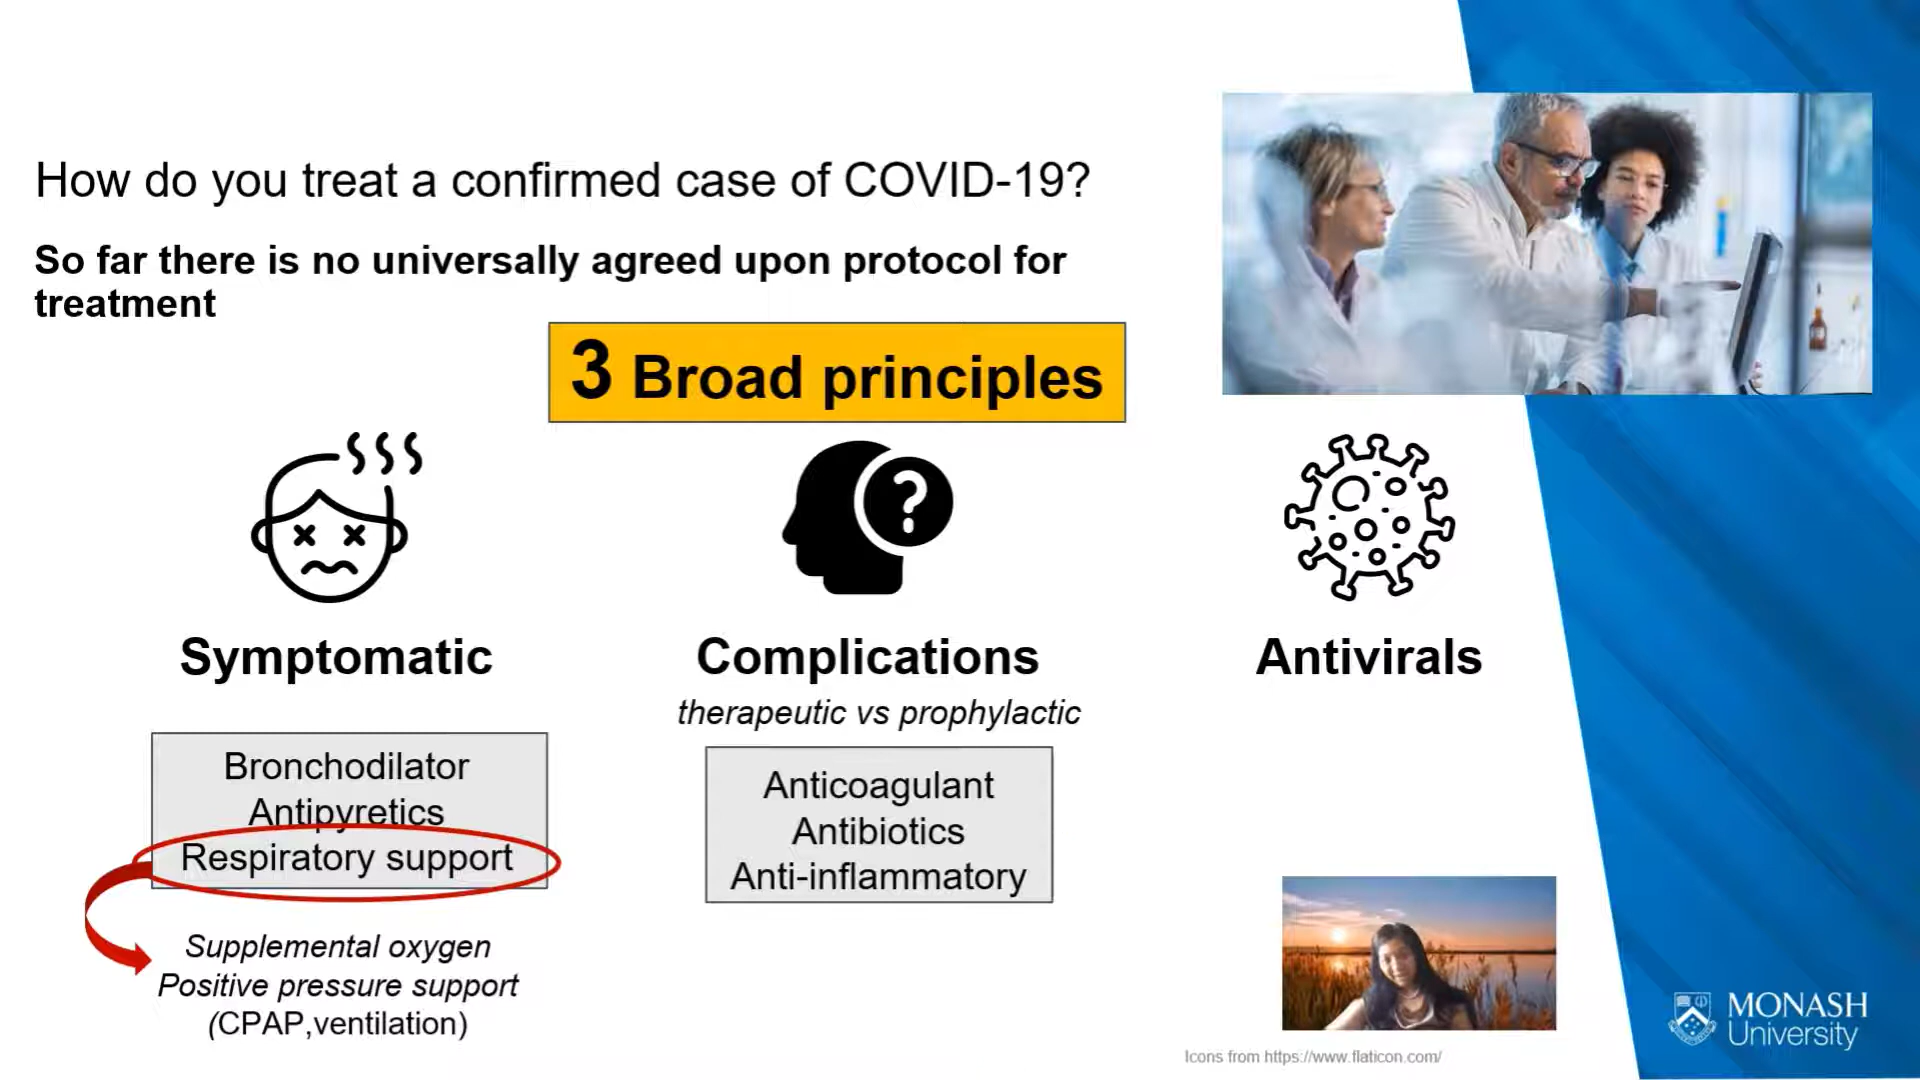 How do you treat a confirmed case of COVID-19?
So far there is no universally agreed upon protocol for
treatment
3 Broad principles
Symptomatic
Bronchodilator
Antipyretics
Respiratory support
Supplemental oxygen
Positive pressure support
(CPAP,ventilation)
Complications
therapeutic vs prophylactic
Anticoagulant
Antibiotics
Anti-inflammatory
?
Antivirals
MONASH
University
Icons from https://www.flaticon.com/